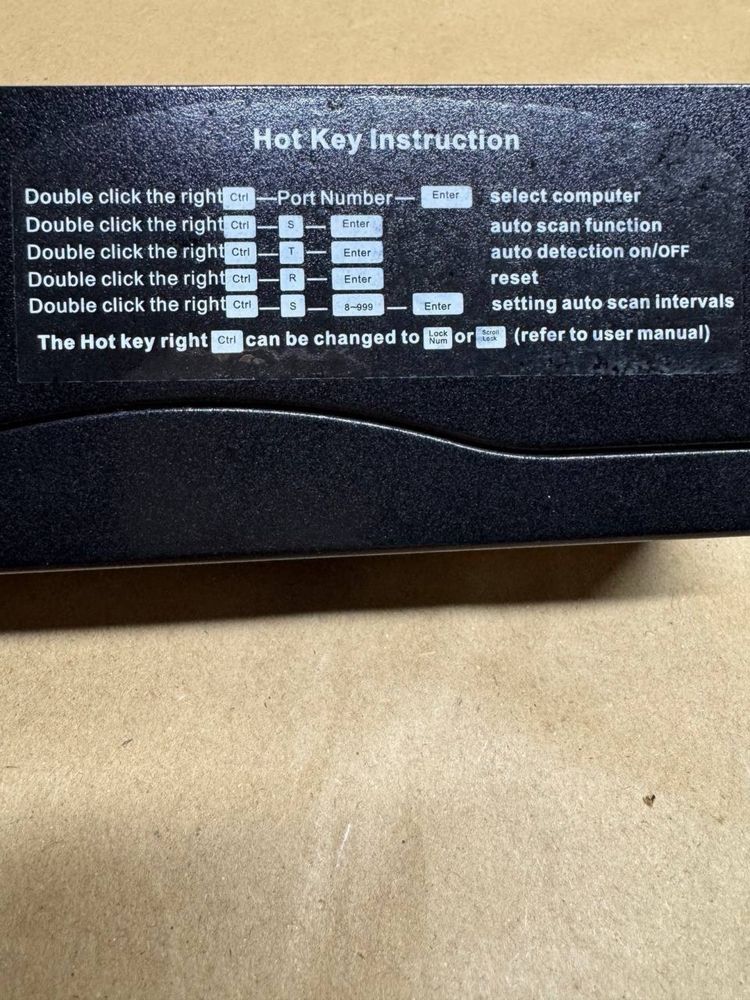 Hot Key Instruction
Double click the right Ctrl — Port Number — Enter select computer
Double click the right Ctrl — S — Enter auto scan function
Double click the right Ctrl — T — Enter auto detection on/OFF
Double click the right Ctrl — R — Enter reset
Double click the right Ctrl — S — 8~999 — Enter setting auto scan intervals
The Hot key right Ctrl can be changed to Lock Num or Scroll Lock (refer to user manual)